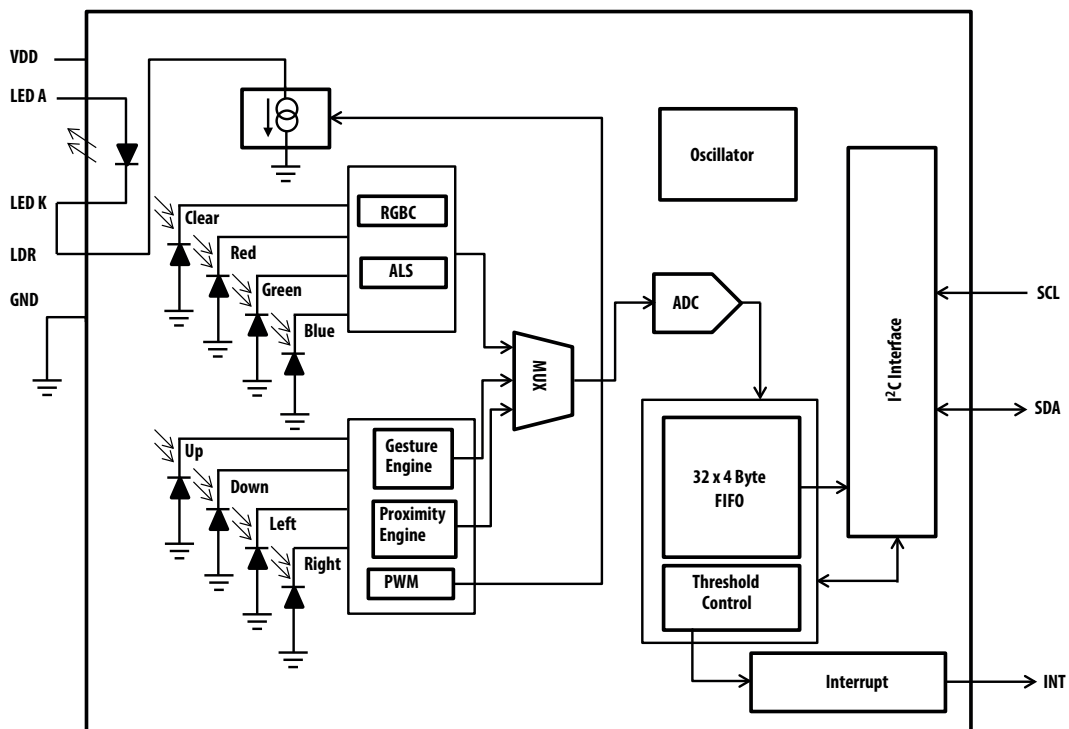 VDD
LED A
LED K
LDR
GND
Oscillator
RGBC
ALS
Clear
Red
Green
Blue
MUX
ADC
I²C Interface
SCL
SDA
Up
Down
Left
Right
Gesture
Engine
Proximity
Engine
PWM
32 x 4 Byte
FIFO
Threshold
Control
Interrupt
INT